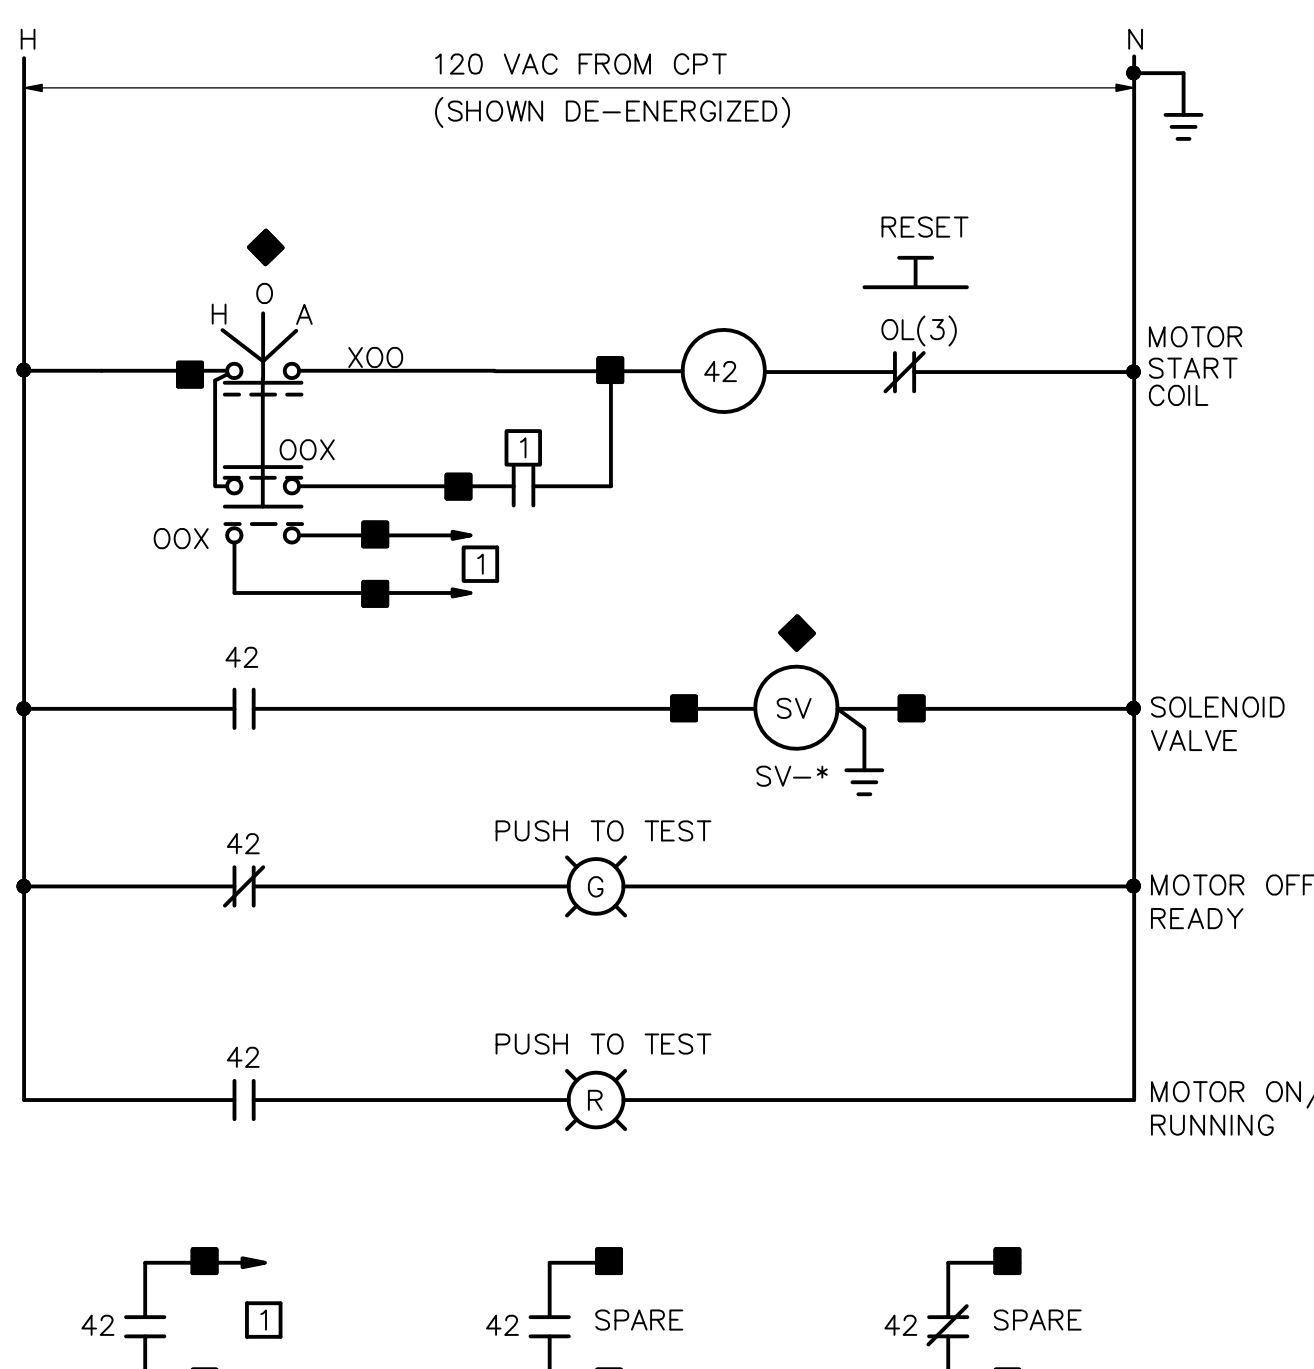 H
N
120 VAC FROM CPT
(SHOWN DE-ENERGIZED)
RESET
O
H A
XOO
42
OL(3)
MOTOR
START
COIL
OOX
1
OOX
1
42
SV
SOLENOID
VALVE
SV-*
42
PUSH TO TEST
G
MOTOR OFF
READY
42
PUSH TO TEST
R
MOTOR ON/
RUNNING
42
1
42
SPARE
42
SPARE